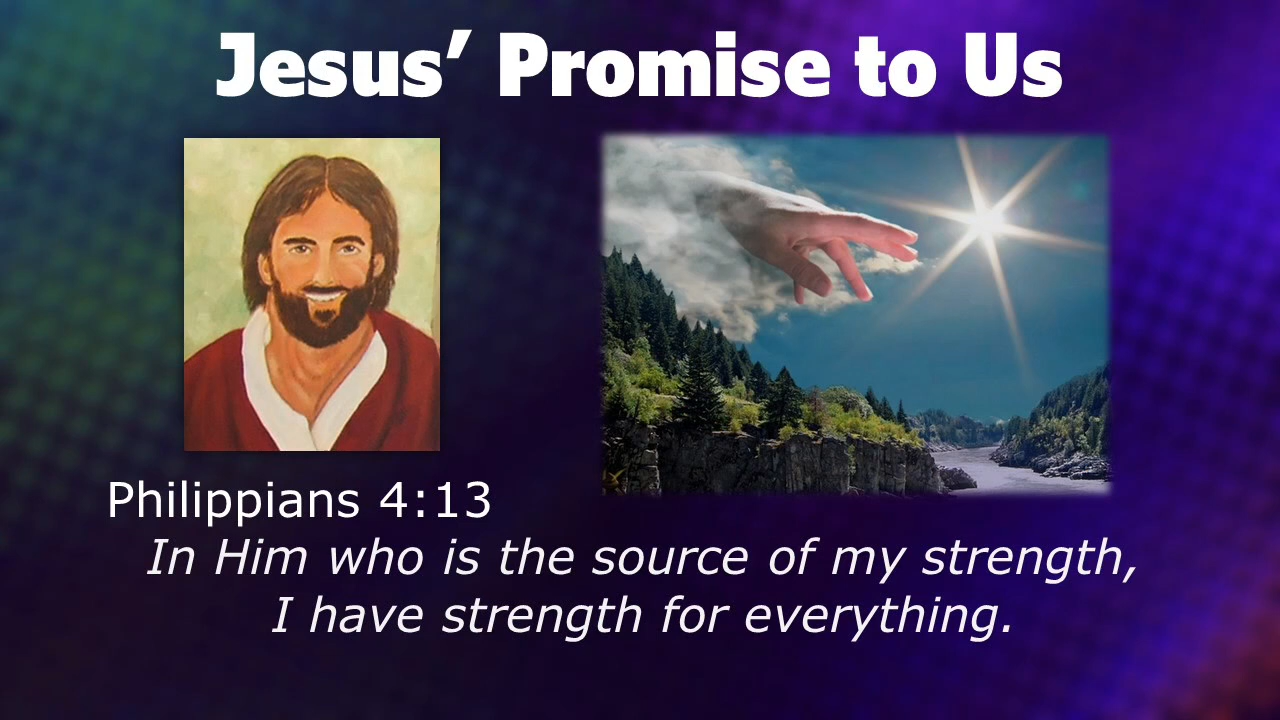 Jesus’ Promise to Us
Philippians 4:13
In Him who is the source of my strength,
I have strength for everything.